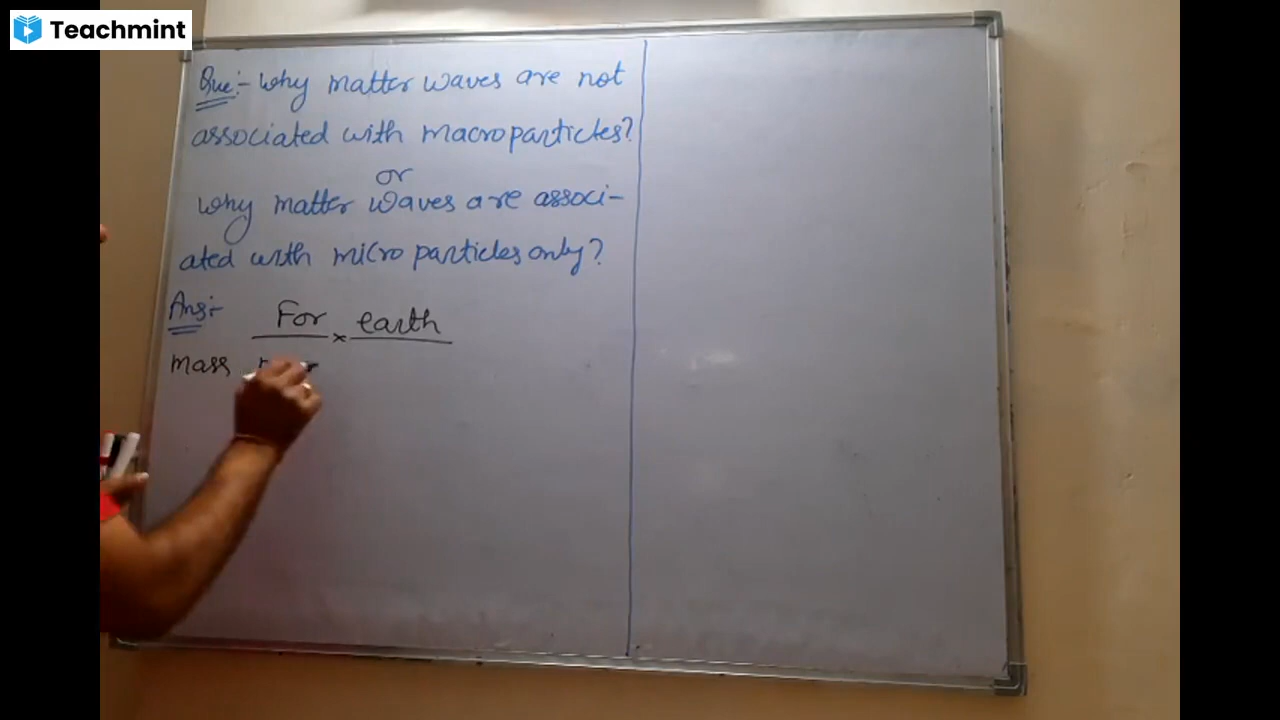 Teachmint
Que:- why matter waves are not
associated with macroparticles?
or
why matter waves are associ-
ated with micro particles only?
Ans:-
For earth
Mass